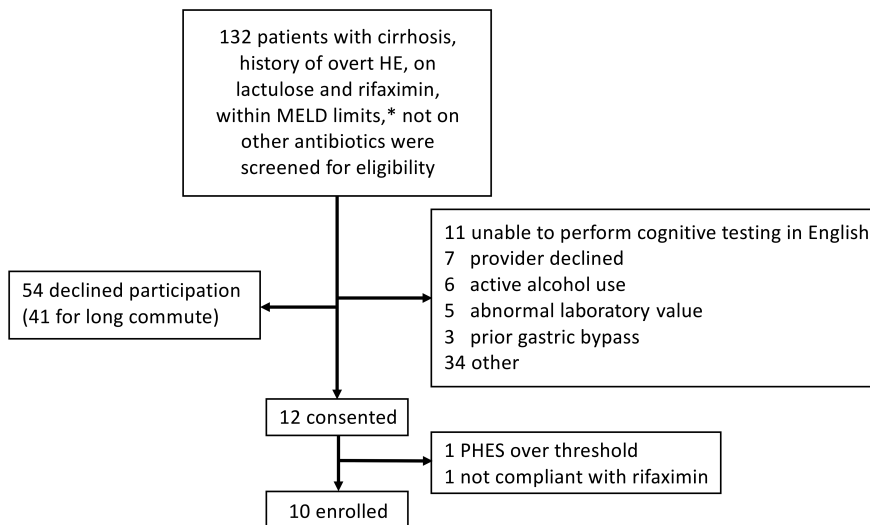 132 patients with cirrhosis,
history of overt HE, on
lactulose and rifaximin,
within MELD limits,* not on
other antibiotics were
screened for eligibility
11 unable to perform cognitive testing in English
7 provider declined
6 active alcohol use
5 abnormal laboratory value
3 prior gastric bypass
34 other
54 declined participation
(41 for long commute)
12 consented
1 PHES over threshold
1 not compliant with rifaximin
10 enrolled